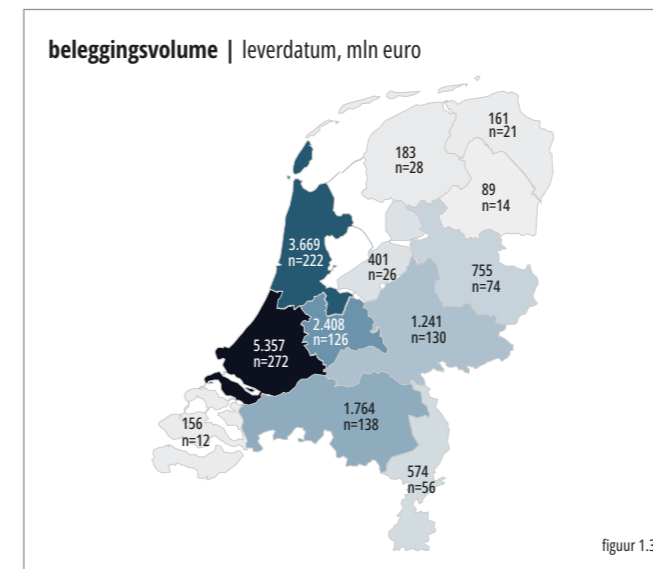 beleggingsvolume | leverdatum, mln euro
161
n=21
183
n=28
89
n=14
3.669
n=222
401
n=26
755
n=74
2.408
n=126
1.241
n=130
5.357
n=272
1.764
n=138
156
n=12
574
n=56
figuur 1.3